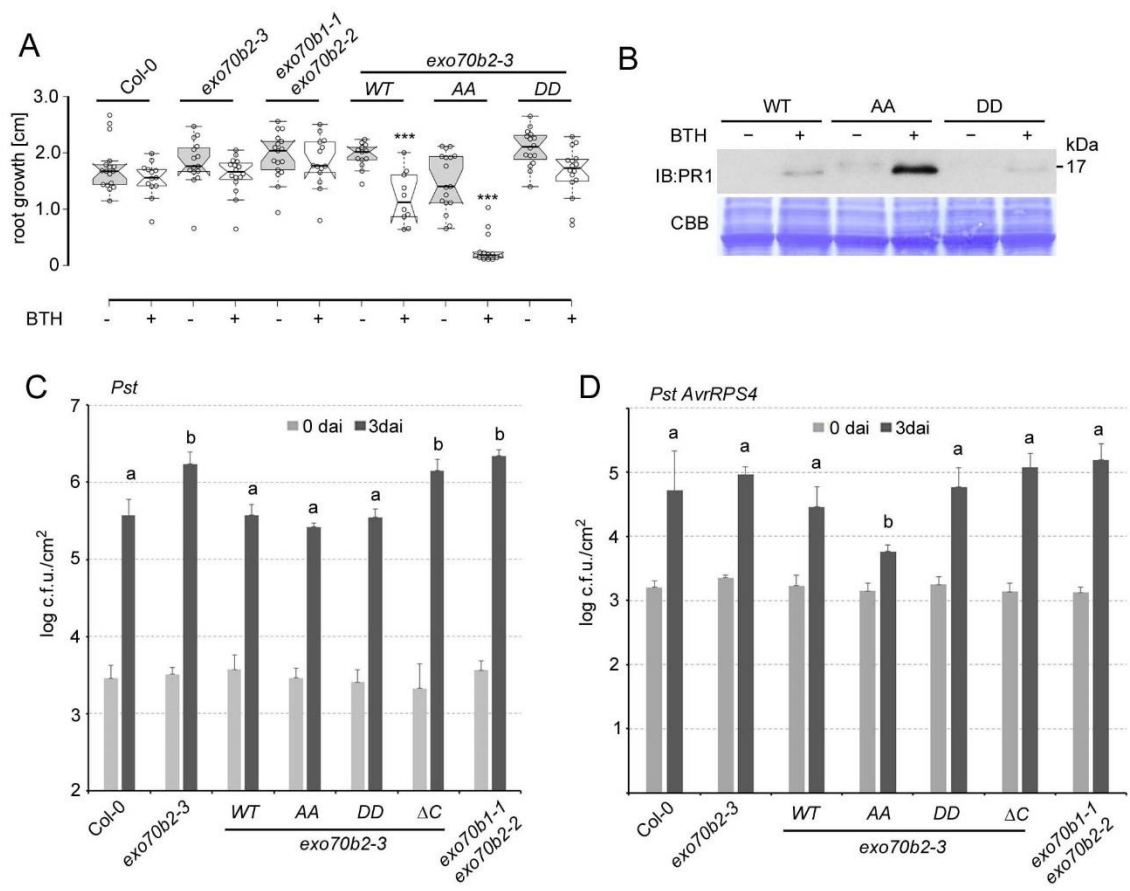 A
Col-0
exo70b2-3
exo70b1-1
exo70b2-2
exo70b2-3
WT
AA
DD
root growth [cm]
3.0
2.0
1.0
0
***
***
BTH
- + - + - + - + - + - +
B
WT AA DD
BTH - + - + - +
kDa
IB:PR1
17
CBB
C
Pst
0 dai 3dai
log c.f.u./cm²
7
6
5
4
3
2
a b a a a b b
Col-0
exo70b2-3
WT AA DD ΔC
exo70b2-3
exo70b1-1
exo70b2-2
D
Pst AvrRPS4
0 dai 3dai
log c.f.u./cm²
5
4
3
2
1
a a a b a a a
Col-0
exo70b2-3
WT AA DD ΔC
exo70b2-3
exo70b1-1
exo70b2-2